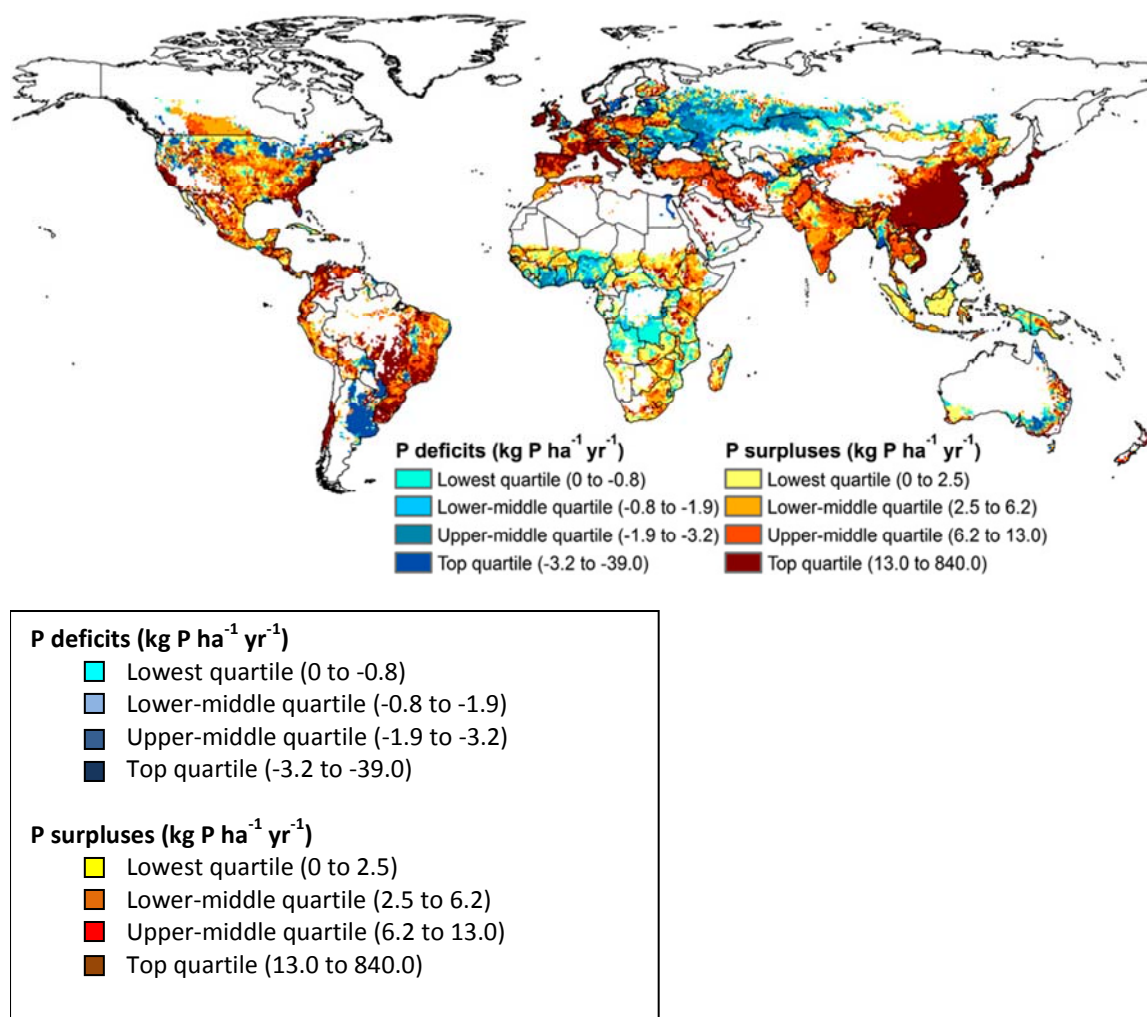 P deficits (kg P ha⁻¹ yr⁻¹)
Lowest quartile (0 to -0.8)
Lower-middle quartile (-0.8 to -1.9)
Upper-middle quartile (-1.9 to -3.2)
Top quartile (-3.2 to -39.0)
P surpluses (kg P ha⁻¹ yr⁻¹)
Lowest quartile (0 to 2.5)
Lower-middle quartile (2.5 to 6.2)
Upper-middle quartile (6.2 to 13.0)
Top quartile (13.0 to 840.0)
P deficits (kg P ha⁻¹ yr⁻¹)
Lowest quartile (0 to -0.8)
Lower-middle quartile (-0.8 to -1.9)
Upper-middle quartile (-1.9 to -3.2)
Top quartile (-3.2 to -39.0)
P surpluses (kg P ha⁻¹ yr⁻¹)
Lowest quartile (0 to 2.5)
Lower-middle quartile (2.5 to 6.2)
Upper-middle quartile (6.2 to 13.0)
Top quartile (13.0 to 840.0)